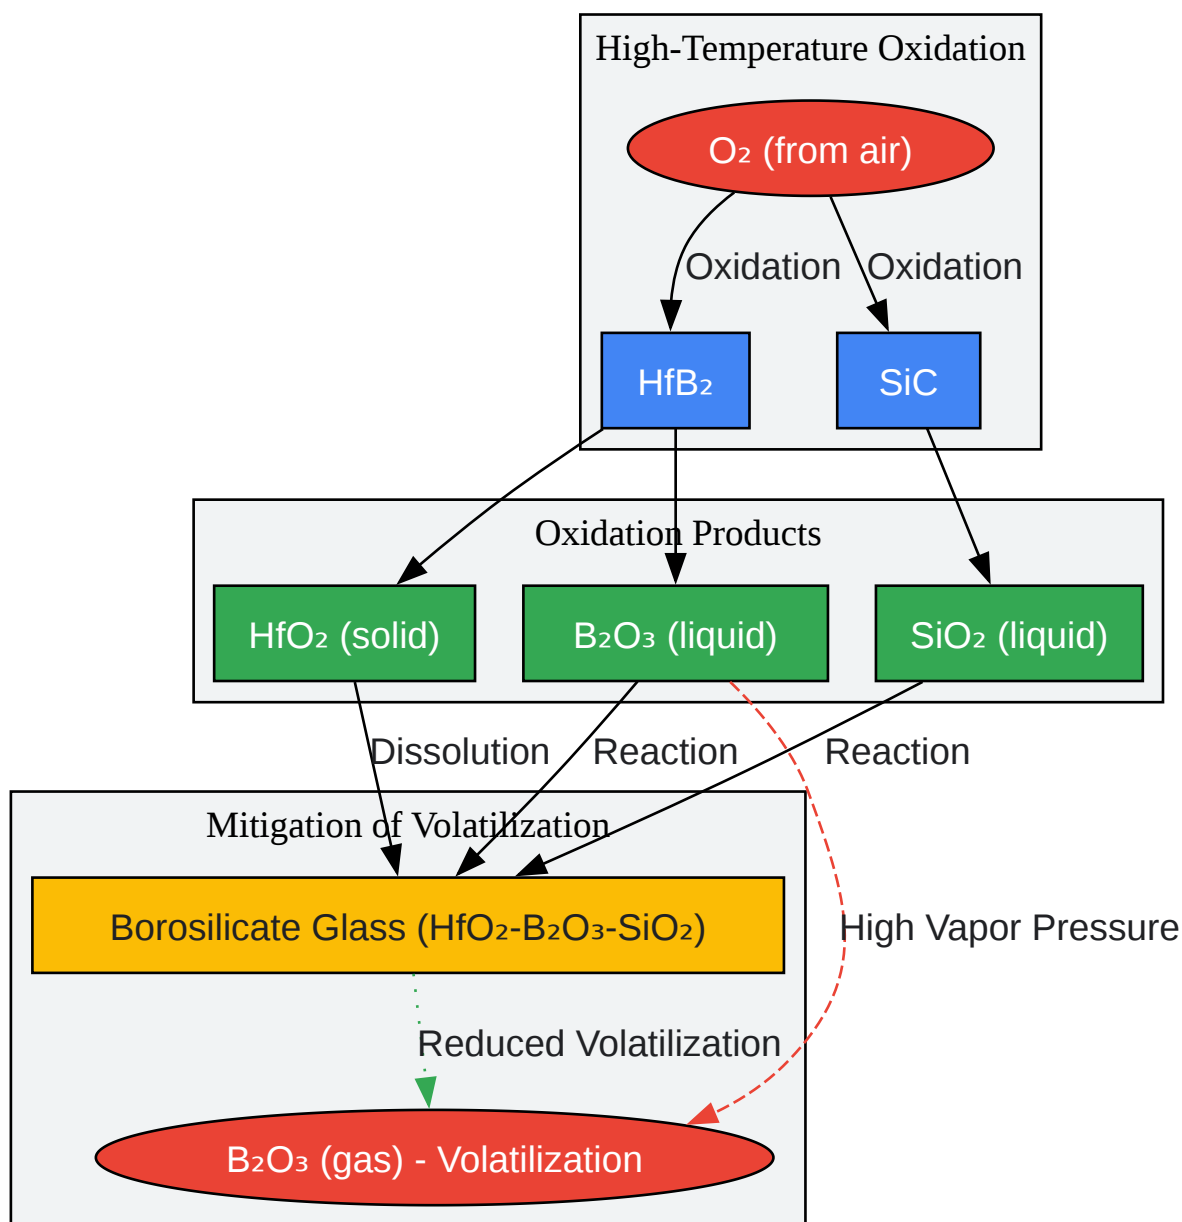 High-Temperature Oxidation
O₂ (from air)
Oxidation
Oxidation
HfB₂
SiC
Oxidation Products
HfO₂ (solid)
B₂O₃ (liquid)
SiO₂ (liquid)
Dissolution
Reaction
Reaction
Mitigation of Volatilization
Borosilicate Glass (HfO₂-B₂O₃-SiO₂)
High Vapor Pressure
Reduced Volatilization
B₂O₃ (gas) - Volatilization